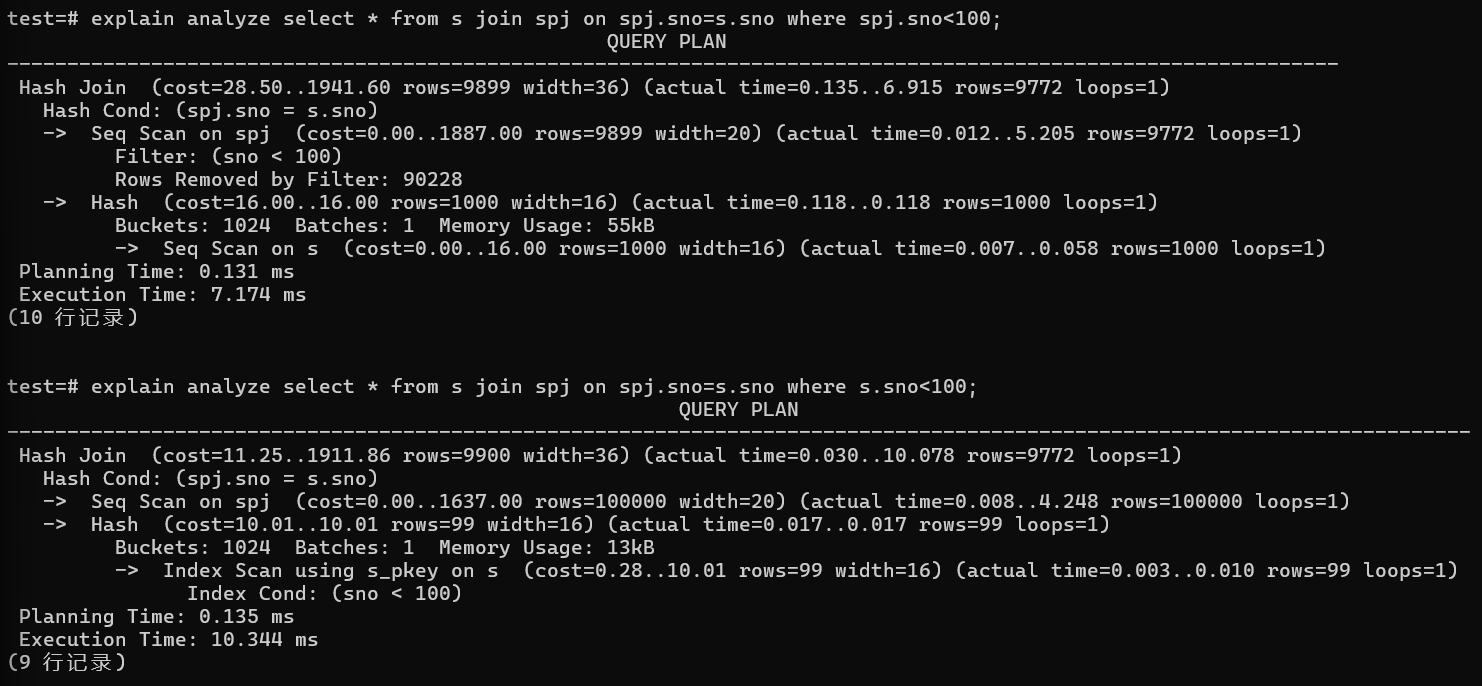 test=# explain analyze select * from s join spj on spj.sno=s.sno where spj.sno<100;
QUERY PLAN
---------------------------------------------------------------------------------------------------------------
Hash Join  (cost=28.50..1941.60 rows=9899 width=36) (actual time=0.135..6.915 rows=9772 loops=1)
Hash Cond: (spj.sno = s.sno)
->  Seq Scan on spj  (cost=0.00..1887.00 rows=9899 width=20) (actual time=0.012..5.205 rows=9772 loops=1)
Filter: (sno < 100)
Rows Removed by Filter: 90228
->  Hash  (cost=16.00..16.00 rows=1000 width=16) (actual time=0.118..0.118 rows=1000 loops=1)
Buckets: 1024  Batches: 1  Memory Usage: 55kB
->  Seq Scan on s  (cost=0.00..16.00 rows=1000 width=16) (actual time=0.007..0.058 rows=1000 loops=1)
Planning Time: 0.131 ms
Execution Time: 7.174 ms
(10 行记录)
test=# explain analyze select * from s join spj on spj.sno=s.sno where s.sno<100;
QUERY PLAN
--------------------------------------------------------------------------------------------------------------------------
Hash Join  (cost=11.25..1911.86 rows=9900 width=36) (actual time=0.030..10.078 rows=9772 loops=1)
Hash Cond: (spj.sno = s.sno)
->  Seq Scan on spj  (cost=0.00..1637.00 rows=100000 width=20) (actual time=0.008..4.248 rows=100000 loops=1)
->  Hash  (cost=10.01..10.01 rows=99 width=16) (actual time=0.017..0.017 rows=99 loops=1)
Buckets: 1024  Batches: 1  Memory Usage: 13kB
->  Index Scan using s_pkey on s  (cost=0.28..10.01 rows=99 width=16) (actual time=0.003..0.010 rows=99 loops=1)
Index Cond: (sno < 100)
Planning Time: 0.135 ms
Execution Time: 10.344 ms
(9 行记录)